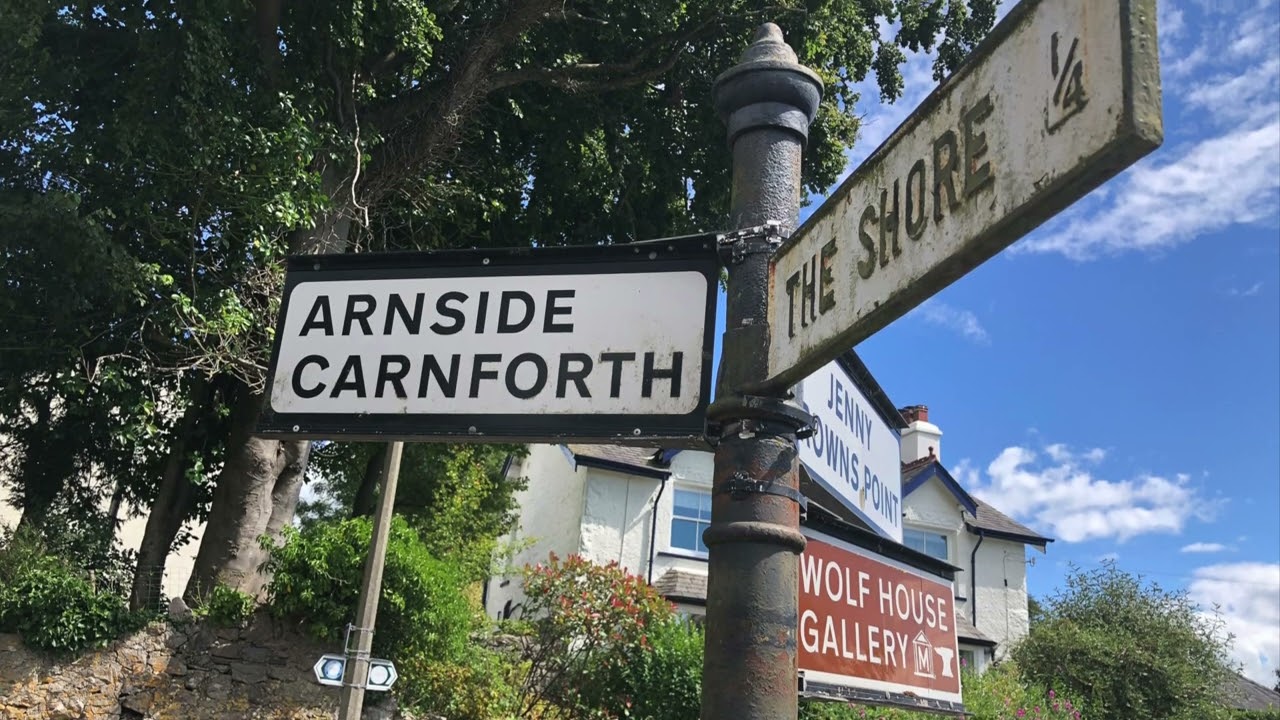 ARNSIDE
CARNFORTH
THE SHORE 1/4
JENNY
OWNS POINT
WOLF HOUSE
GALLERY M